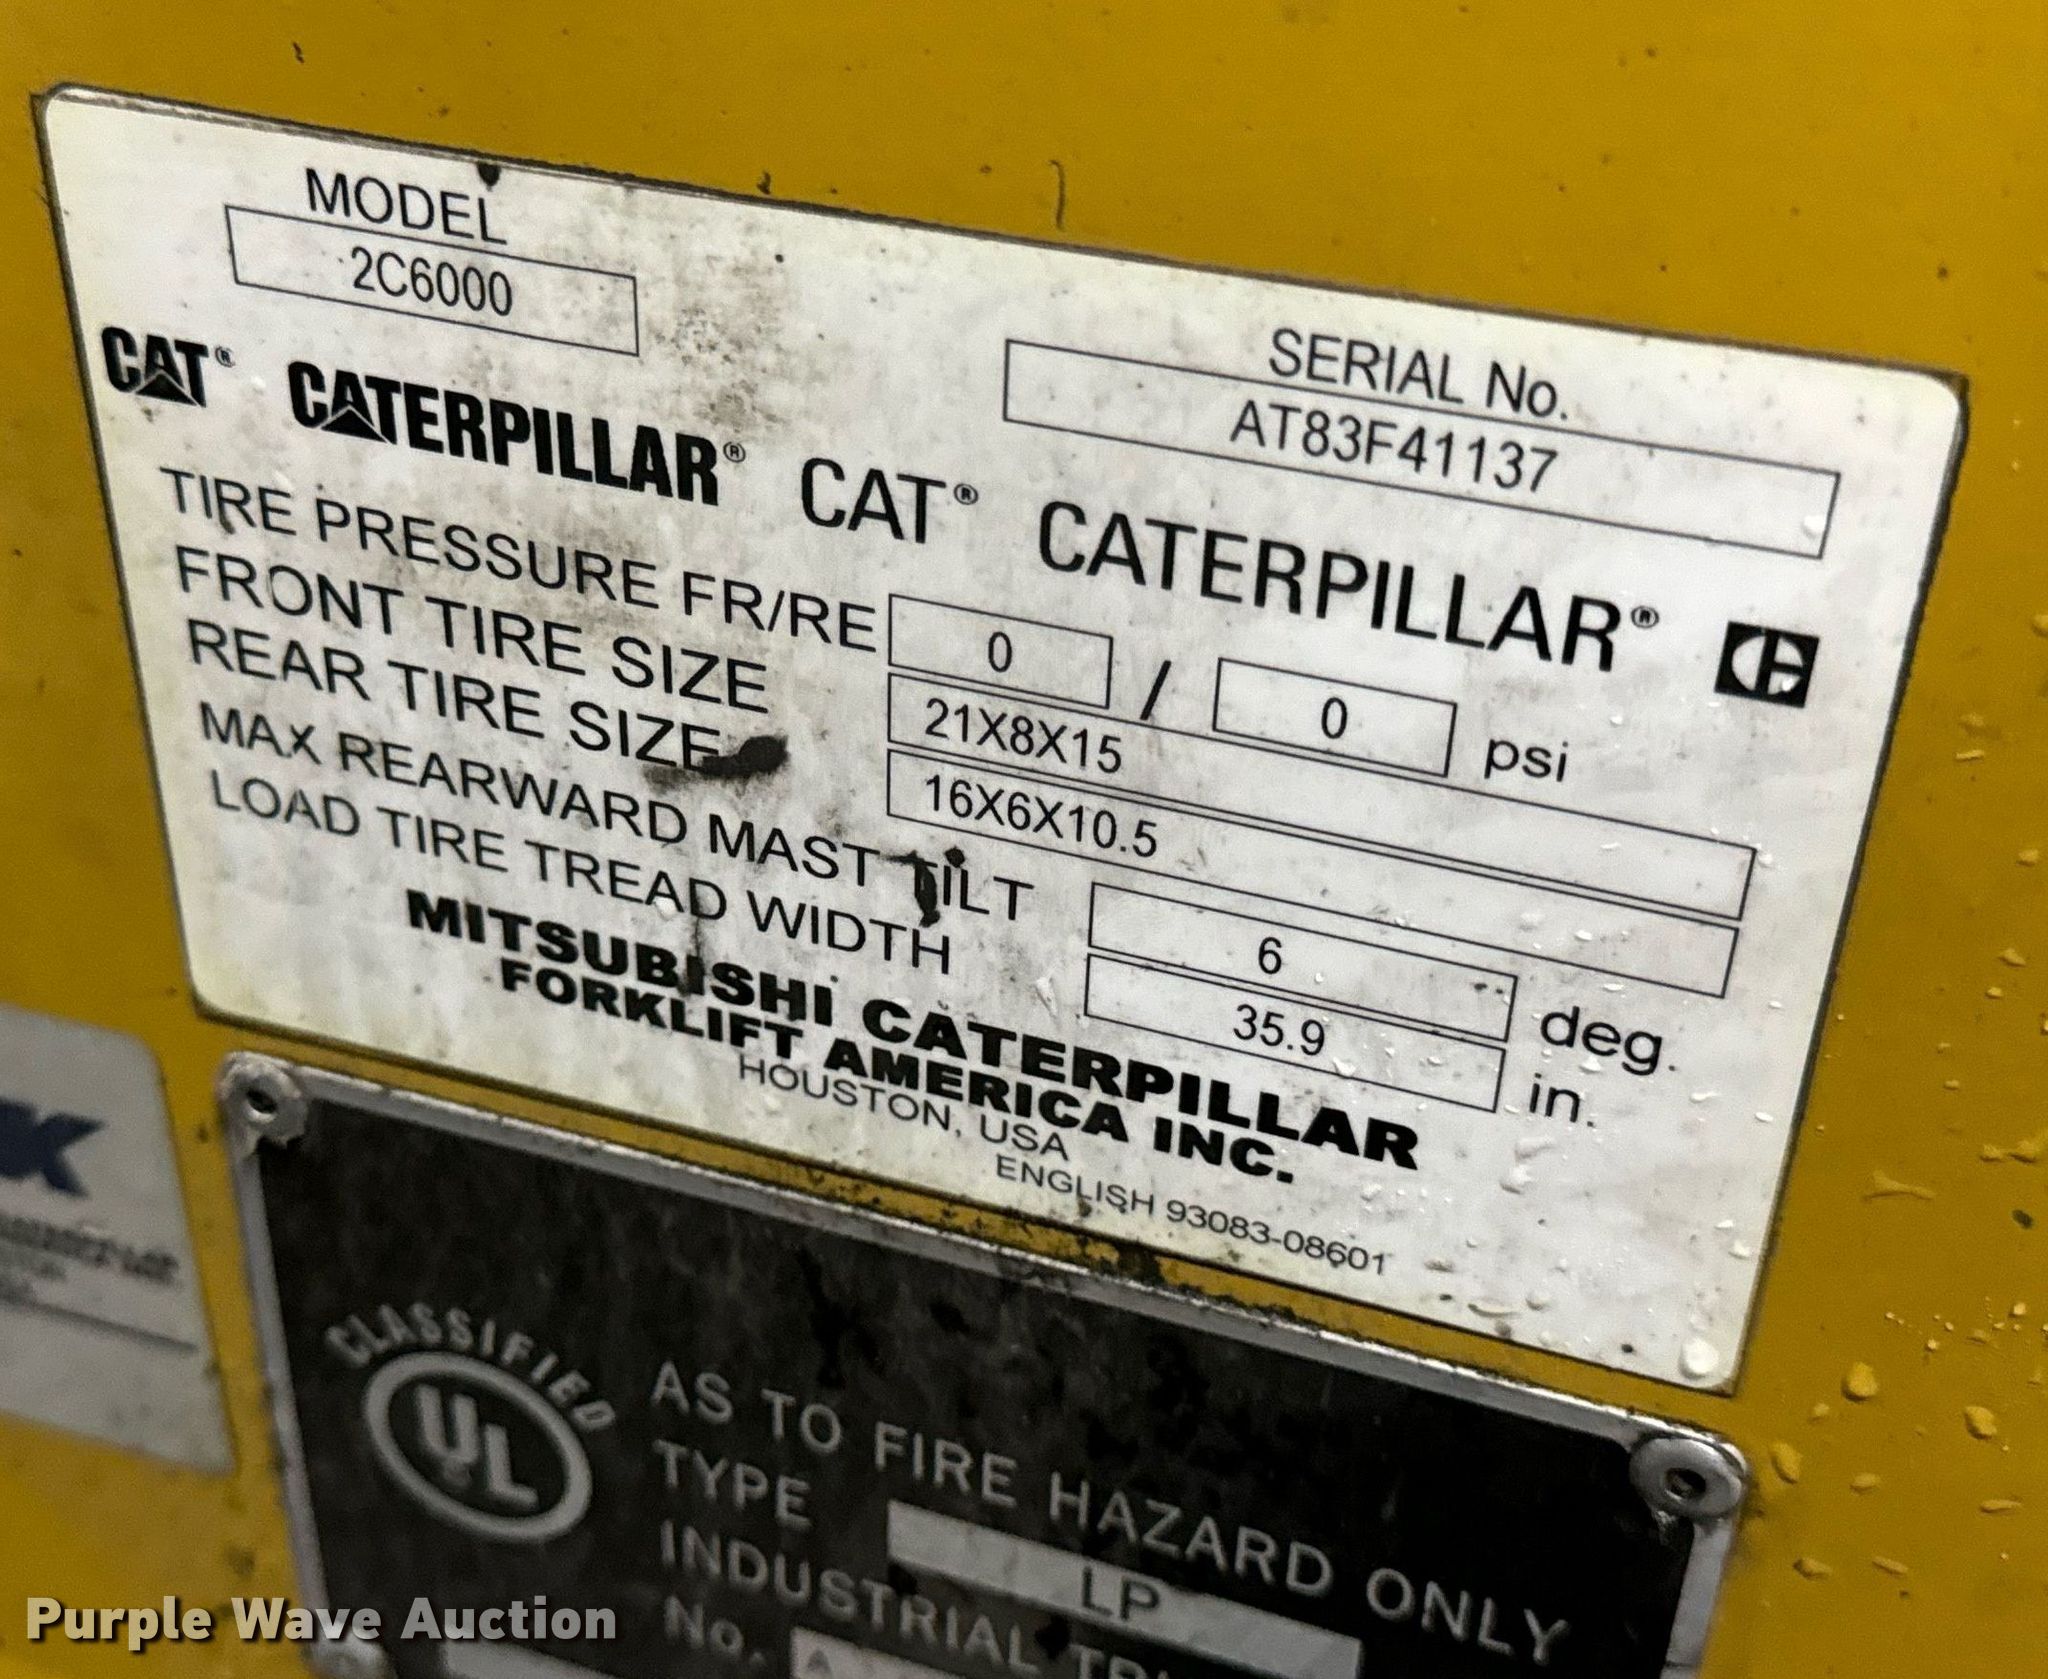 MODEL
2C6000
SERIAL No.
AT83F41137
CAT® CATERPILLAR® CAT® CATERPILLAR®
TIRE PRESSURE FR/RE 0 / 0 psi
FRONT TIRE SIZE 21X8X15
REAR TIRE SIZE 16X6X10.5
MAX REARWARD MAST TILT 6 deg.
LOAD TIRE TREAD WIDTH 35.9 in.
MITSUBISHI CATERPILLAR
FORKLIFT AMERICA INC.
HOUSTON, USA
ENGLISH 93083-08601
CLASSIFIED
UL
AS TO FIRE HAZARD ONLY
TYPE LP
INDUSTRIAL
No. A
Purple Wave Auction